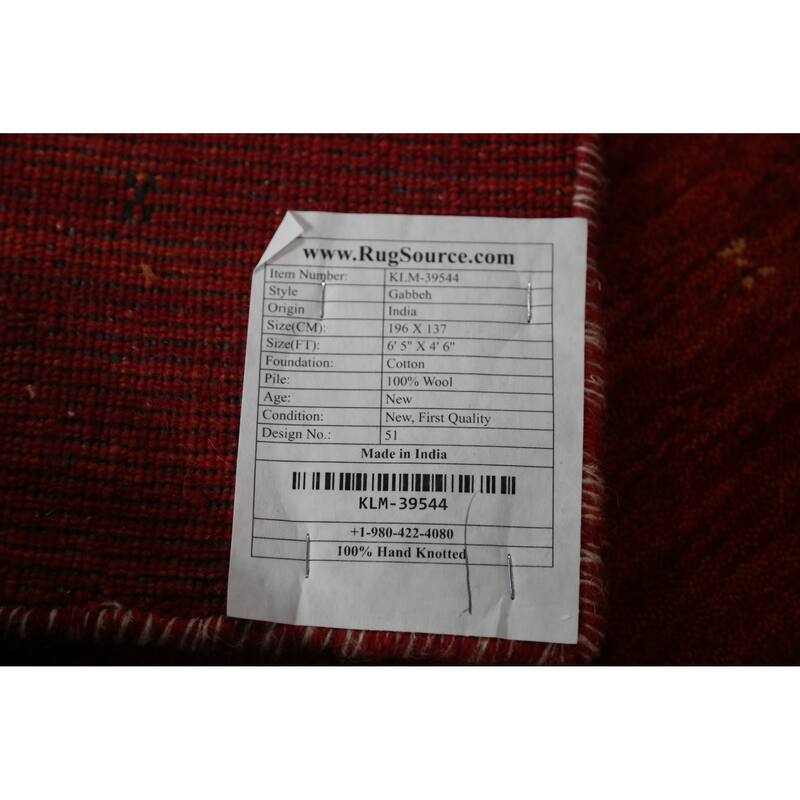 www.RugSource.com
Item Number: KLM-39544
Style Gabbeh
Origin India
Size(CM): 196 X 137
Size(FT): 6' 5" X 4' 6"
Foundation: Cotton
Pile: 100% Wool
Age: New
Condition: New, First Quality
Design No.: 51
Made in India
KLM-39544
+1-980-422-4080
100% Hand Knotted